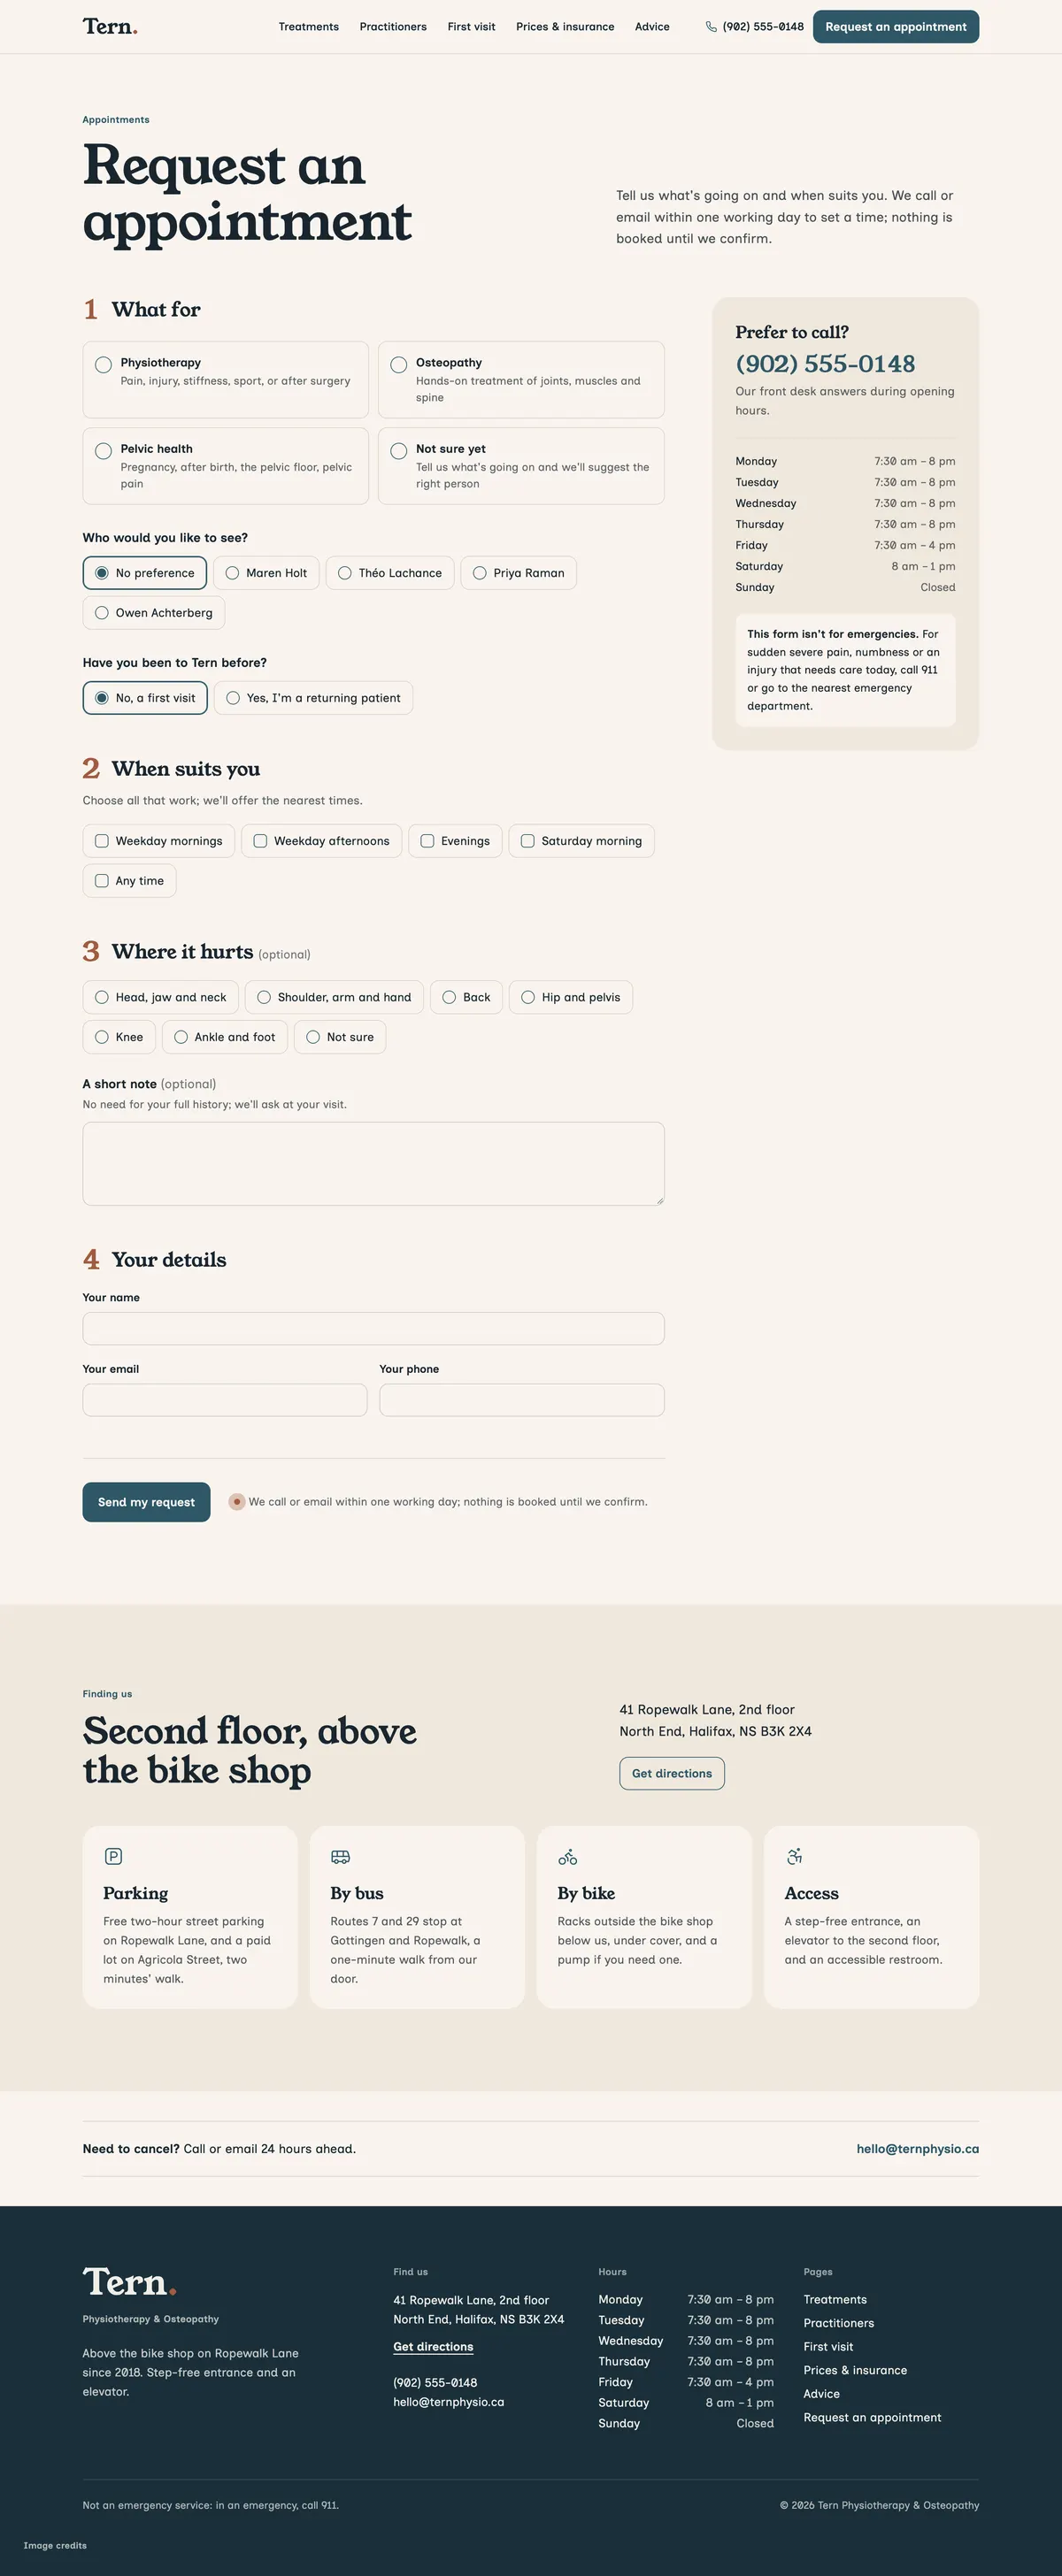 Tern.
Treatments
Practitioners
First visit
Prices & insurance
Advice
(902) 555-0148
Request an appointment
Appointments
Request an
appointment
Tell us what's going on and when suits you. We call or
email within one working day to set a time; nothing is
booked until we confirm.
1 What for
Physiotherapy
Pain, injury, stiffness, sport, or after surgery
Osteopathy
Hands-on treatment of joints, muscles and
spine
Pelvic health
Pregnancy, after birth, the pelvic floor, pelvic
pain
Not sure yet
Tell us what's going on and we'll suggest the
right person
Who would you like to see?
No preference
Maren Holt
Théo Lachance
Priya Raman
Owen Achterberg
Have you been to Tern before?
No, a first visit
Yes, I'm a returning patient
Prefer to call?
(902) 555-0148
Our front desk answers during opening
hours.
Monday 7:30 am – 8 pm
Tuesday 7:30 am – 8 pm
Wednesday 7:30 am – 8 pm
Thursday 7:30 am – 8 pm
Friday 7:30 am – 4 pm
Saturday 8 am – 1 pm
Sunday Closed
This form isn't for emergencies. For
sudden severe pain, numbness or an
injury that needs care today, call 911
or go to the nearest emergency
department.
2 When suits you
Choose all that work; we'll offer the nearest times.
Weekday mornings
Weekday afternoons
Evenings
Saturday morning
Any time
3 Where it hurts (optional)
Head, jaw and neck
Shoulder, arm and hand
Back
Hip and pelvis
Knee
Ankle and foot
Not sure
A short note (optional)
No need for your full history; we'll ask at your visit.
4 Your details
Your name
Your email
Your phone
Send my request
We call or email within one working day; nothing is booked until we confirm.
Finding us
Second floor, above
the bike shop
41 Ropewalk Lane, 2nd floor
North End, Halifax, NS B3K 2X4
Get directions
Parking
Free two-hour street parking
on Ropewalk Lane, and a paid
lot on Agricola Street, two
minutes' walk.
By bus
Routes 7 and 29 stop at
Gottingen and Ropewalk, a
one-minute walk from our
door.
By bike
Racks outside the bike shop
below us, under cover, and a
pump if you need one.
Access
A step-free entrance, an
elevator to the second floor,
and an accessible restroom.
Need to cancel? Call or email 24 hours ahead.
hello@ternphysio.ca
Tern.
Physiotherapy & Osteopathy
Above the bike shop on Ropewalk Lane
since 2018. Step-free entrance and an
elevator.
Find us
41 Ropewalk Lane, 2nd floor
North End, Halifax, NS B3K 2X4
Get directions
(902) 555-0148
hello@ternphysio.ca
Hours
Monday 7:30 am – 8 pm
Tuesday 7:30 am – 8 pm
Wednesday 7:30 am – 8 pm
Thursday 7:30 am – 8 pm
Friday 7:30 am – 4 pm
Saturday 8 am – 1 pm
Sunday Closed
Pages
Treatments
Practitioners
First visit
Prices & insurance
Advice
Request an appointment
Not an emergency service: in an emergency, call 911.
© 2026 Tern Physiotherapy & Osteopathy
Image credits